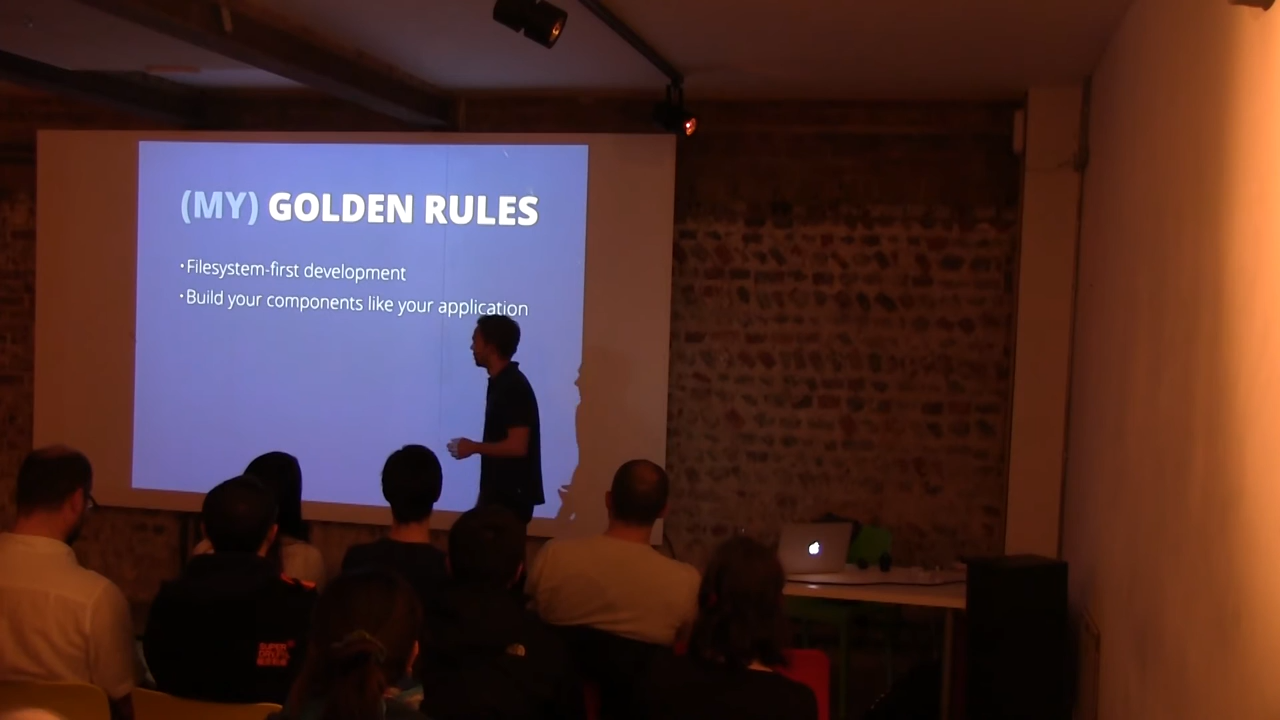 (MY) GOLDEN RULES
•Filesystem-first development
•Build your components like your application